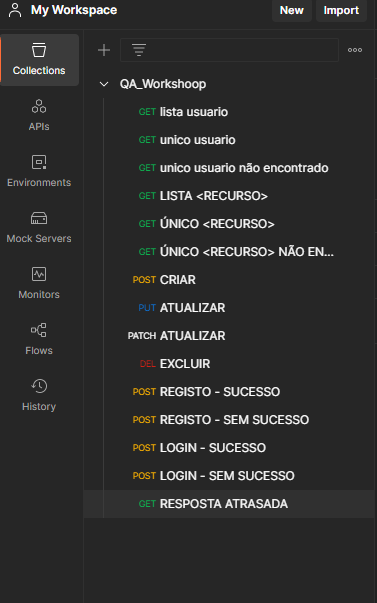 My Workspace
New
Import
Collections
APIs
Environments
Mock Servers
Monitors
Flows
History
QA_Workshoop
GET lista usuario
GET unico usuario
GET unico usuario não encontrado
GET LISTA <RECURSO>
GET ÚNICO <RECURSO>
GET ÚNICO <RECURSO> NÃO EN...
POST CRIAR
PUT ATUALIZAR
PATCH ATUALIZAR
DEL EXCLUIR
POST REGISTO - SUCESSO
POST REGISTO - SEM SUCESSO
POST LOGIN - SUCESSO
POST LOGIN - SEM SUCESSO
GET RESPOSTA ATRASADA